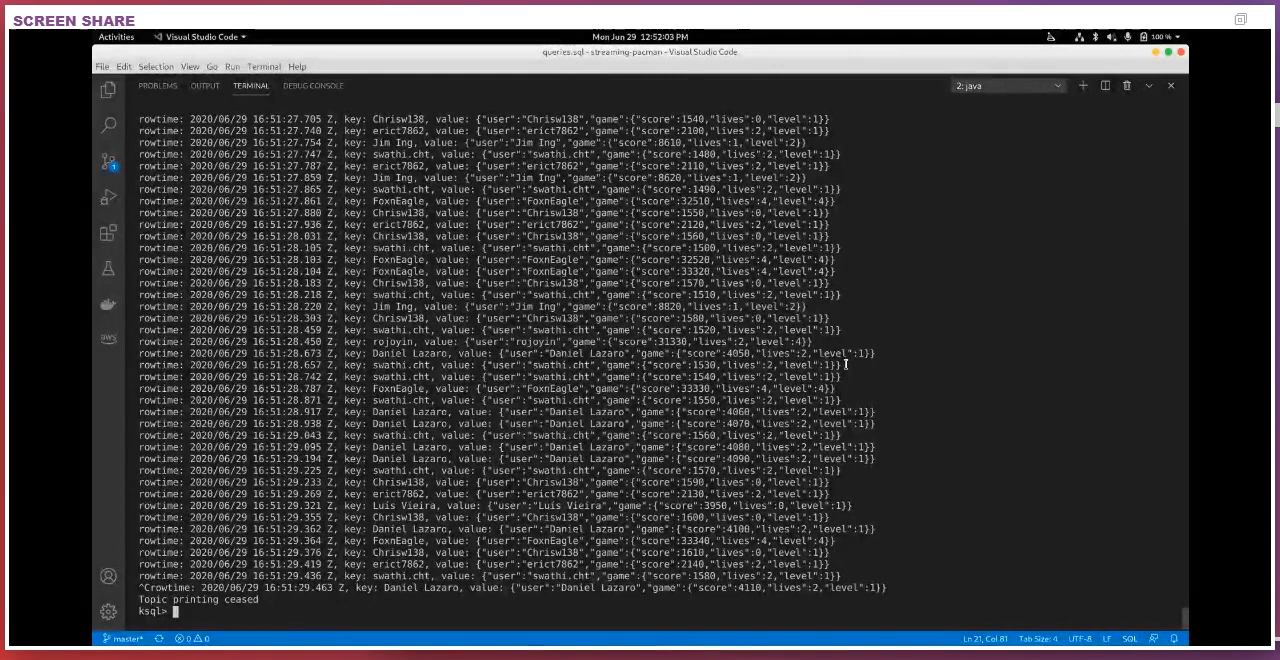 SCREEN SHARE
Activities
Visual Studio Code
Mon Jun 29 12:52:03 PM
100 %
queries.sql - streaming-pacman - Visual Studio Code
File Edit Selection View Go Run Terminal Help
PROBLEMS OUTPUT TERMINAL DEBUG CONSOLE
2: java
rowtime: 2020/06/29 16:51:27.705 Z, key: Chrisw138, value: {"user":"Chrisw138","game":{"score":1540,"lives":0,"level":1}}
rowtime: 2020/06/29 16:51:27.740 Z, key: erict7862, value: {"user":"erict7862","game":{"score":2100,"lives":2,"level":1}}
rowtime: 2020/06/29 16:51:27.754 Z, key: Jim Ing, value: {"user":"Jim Ing","game":{"score":8610,"lives":1,"level":2}}
rowtime: 2020/06/29 16:51:27.747 Z, key: swathi.cht, value: {"user":"swathi.cht","game":{"score":1480,"lives":2,"level":1}}
rowtime: 2020/06/29 16:51:27.787 Z, key: erict7862, value: {"user":"erict7862","game":{"score":2110,"lives":2,"level":1}}
rowtime: 2020/06/29 16:51:27.859 Z, key: Jim Ing, value: {"user":"Jim Ing","game":{"score":8620,"lives":1,"level":2}}
rowtime: 2020/06/29 16:51:27.865 Z, key: swathi.cht, value: {"user":"swathi.cht","game":{"score":1490,"lives":2,"level":1}}
rowtime: 2020/06/29 16:51:27.861 Z, key: FoxnEagle, value: {"user":"FoxnEagle","game":{"score":32510,"lives":4,"level":4}}
rowtime: 2020/06/29 16:51:27.880 Z, key: Chrisw138, value: {"user":"Chrisw138","game":{"score":1550,"lives":0,"level":1}}
rowtime: 2020/06/29 16:51:27.936 Z, key: erict7862, value: {"user":"erict7862","game":{"score":2120,"lives":2,"level":1}}
rowtime: 2020/06/29 16:51:28.031 Z, key: Chrisw138, value: {"user":"Chrisw138","game":{"score":1560,"lives":0,"level":1}}
rowtime: 2020/06/29 16:51:28.105 Z, key: swathi.cht, value: {"user":"swathi.cht","game":{"score":1500,"lives":2,"level":1}}
rowtime: 2020/06/29 16:51:28.103 Z, key: FoxnEagle, value: {"user":"FoxnEagle","game":{"score":32520,"lives":4,"level":4}}
rowtime: 2020/06/29 16:51:28.104 Z, key: FoxnEagle, value: {"user":"FoxnEagle","game":{"score":33320,"lives":4,"level":4}}
rowtime: 2020/06/29 16:51:28.183 Z, key: Chrisw138, value: {"user":"Chrisw138","game":{"score":1570,"lives":0,"level":1}}
rowtime: 2020/06/29 16:51:28.218 Z, key: swathi.cht, value: {"user":"swathi.cht","game":{"score":1510,"lives":2,"level":1}}
rowtime: 2020/06/29 16:51:28.220 Z, key: Jim Ing, value: {"user":"Jim Ing","game":{"score":8820,"lives":1,"level":2}}
rowtime: 2020/06/29 16:51:28.303 Z, key: Chrisw138, value: {"user":"Chrisw138","game":{"score":1580,"lives":0,"level":1}}
rowtime: 2020/06/29 16:51:28.459 Z, key: swathi.cht, value: {"user":"swathi.cht","game":{"score":1520,"lives":2,"level":1}}
rowtime: 2020/06/29 16:51:28.450 Z, key: rojoyin, value: {"user":"rojoyin","game":{"score":31330,"lives":2,"level":4}}
rowtime: 2020/06/29 16:51:28.673 Z, key: Daniel Lazaro, value: {"user":"Daniel Lazaro","game":{"score":4050,"lives":2,"level":1}}
rowtime: 2020/06/29 16:51:28.657 Z, key: swathi.cht, value: {"user":"swathi.cht","game":{"score":1530,"lives":2,"level":1}}
rowtime: 2020/06/29 16:51:28.742 Z, key: swathi.cht, value: {"user":"swathi.cht","game":{"score":1540,"lives":2,"level":1}}
rowtime: 2020/06/29 16:51:28.787 Z, key: FoxnEagle, value: {"user":"FoxnEagle","game":{"score":33330,"lives":4,"level":4}}
rowtime: 2020/06/29 16:51:28.871 Z, key: swathi.cht, value: {"user":"swathi.cht","game":{"score":1550,"lives":2,"level":1}}
rowtime: 2020/06/29 16:51:28.917 Z, key: Daniel Lazaro, value: {"user":"Daniel Lazaro","game":{"score":4060,"lives":2,"level":1}}
rowtime: 2020/06/29 16:51:28.938 Z, key: Daniel Lazaro, value: {"user":"Daniel Lazaro","game":{"score":4070,"lives":2,"level":1}}
rowtime: 2020/06/29 16:51:29.043 Z, key: swathi.cht, value: {"user":"swathi.cht","game":{"score":1560,"lives":2,"level":1}}
rowtime: 2020/06/29 16:51:29.095 Z, key: Daniel Lazaro, value: {"user":"Daniel Lazaro","game":{"score":4080,"lives":2,"level":1}}
rowtime: 2020/06/29 16:51:29.194 Z, key: Daniel Lazaro, value: {"user":"Daniel Lazaro","game":{"score":4090,"lives":2,"level":1}}
rowtime: 2020/06/29 16:51:29.225 Z, key: swathi.cht, value: {"user":"swathi.cht","game":{"score":1570,"lives":2,"level":1}}
rowtime: 2020/06/29 16:51:29.233 Z, key: Chrisw138, value: {"user":"Chrisw138","game":{"score":1590,"lives":0,"level":1}}
rowtime: 2020/06/29 16:51:29.269 Z, key: erict7862, value: {"user":"erict7862","game":{"score":2130,"lives":2,"level":1}}
rowtime: 2020/06/29 16:51:29.321 Z, key: Luis Vieira, value: {"user":"Luis Vieira","game":{"score":3950,"lives":0,"level":1}}
rowtime: 2020/06/29 16:51:29.355 Z, key: Chrisw138, value: {"user":"Chrisw138","game":{"score":1600,"lives":0,"level":1}}
rowtime: 2020/06/29 16:51:29.362 Z, key: Daniel Lazaro, value: {"user":"Daniel Lazaro","game":{"score":4100,"lives":2,"level":1}}
rowtime: 2020/06/29 16:51:29.364 Z, key: FoxnEagle, value: {"user":"FoxnEagle","game":{"score":33340,"lives":4,"level":4}}
rowtime: 2020/06/29 16:51:29.376 Z, key: Chrisw138, value: {"user":"Chrisw138","game":{"score":1610,"lives":0,"level":1}}
rowtime: 2020/06/29 16:51:29.419 Z, key: erict7862, value: {"user":"erict7862","game":{"score":2140,"lives":2,"level":1}}
rowtime: 2020/06/29 16:51:29.436 Z, key: swathi.cht, value: {"user":"swathi.cht","game":{"score":1580,"lives":2,"level":1}}
^Crowtime: 2020/06/29 16:51:29.463 Z, key: Daniel Lazaro, value: {"user":"Daniel Lazaro","game":{"score":4110,"lives":2,"level":1}}
Topic printing ceased
ksql>
1
aws
master* 0 0
Ln 21, Col 81 Tab Size: 4 UTF-8 LF SQL